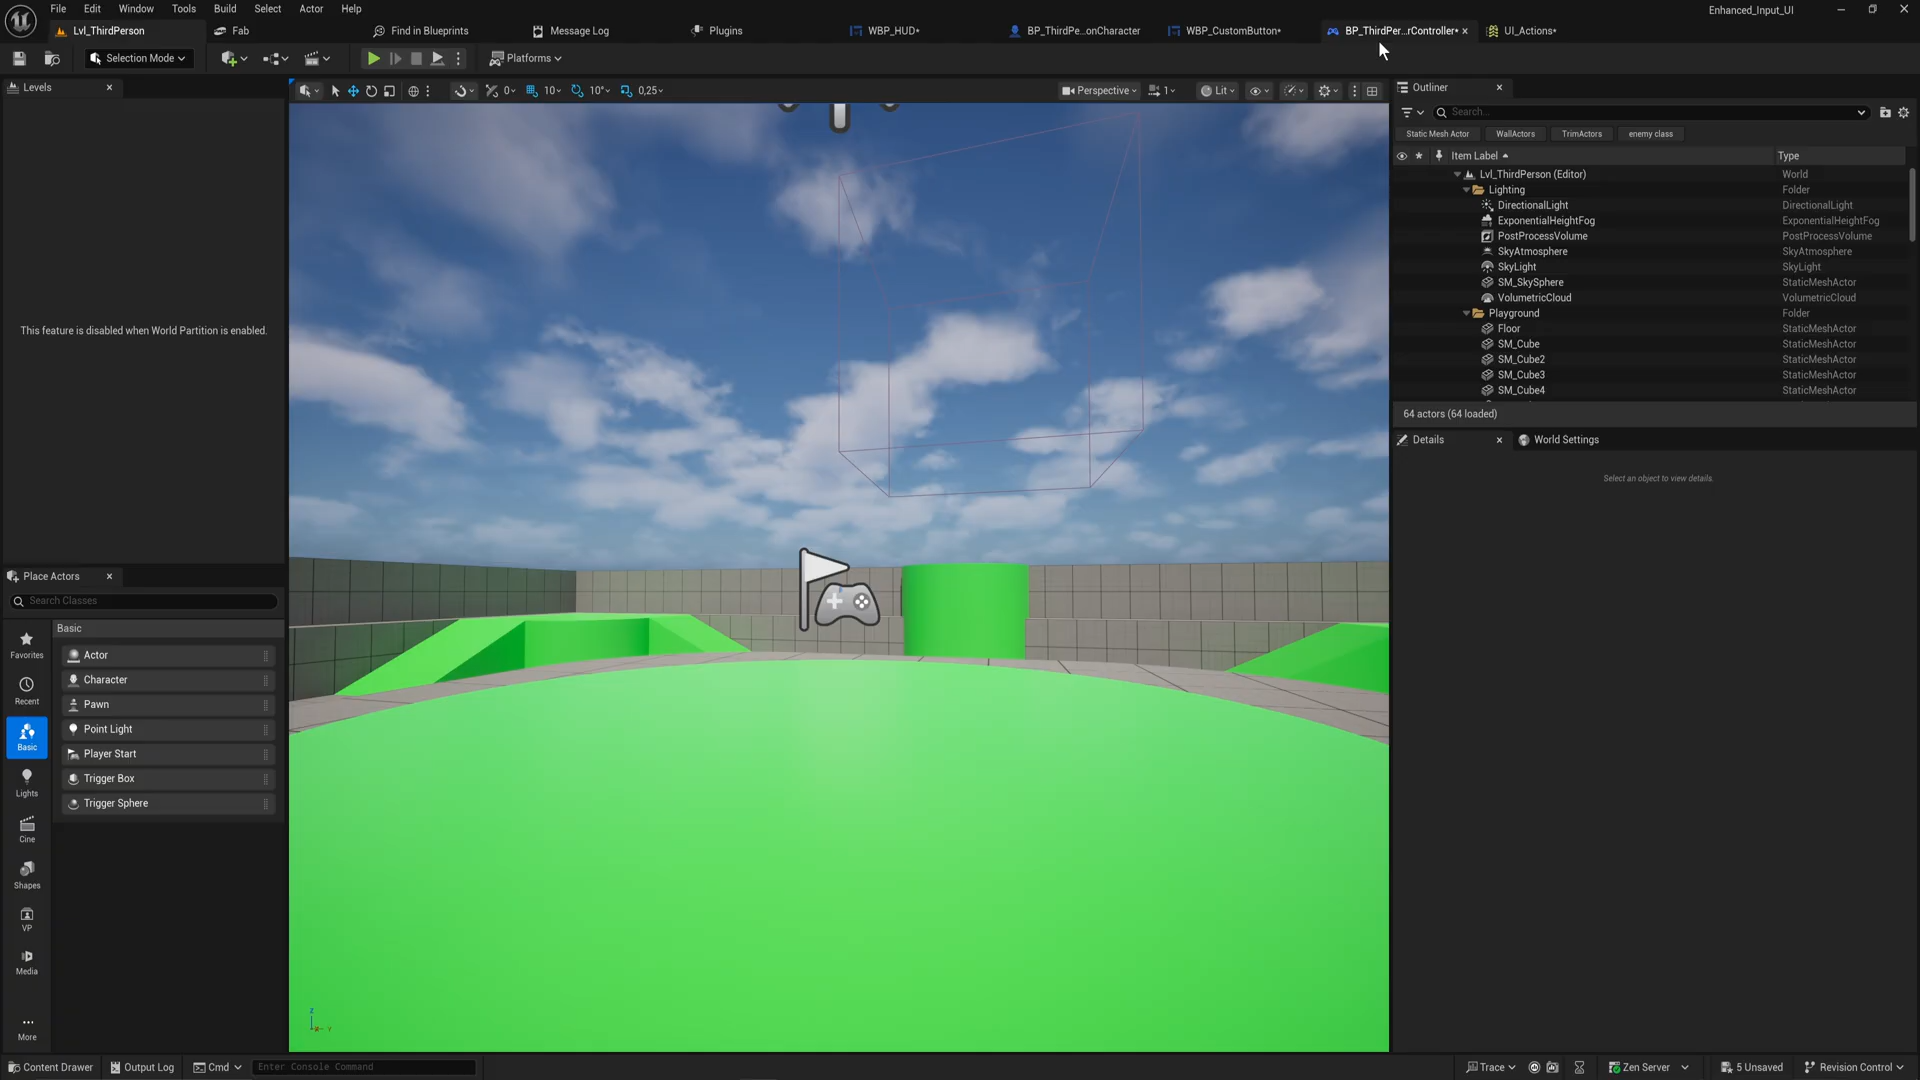 File Edit Window Tools Build Select Actor Help
Enhanced_Input_UI
Lvl_ThirdPerson Fab Find in Blueprints Message Log Plugins WBP_HUD* BP_ThirdPe...onCharacter WBP_CustomButton* BP_ThirdPer...rController* UI_Actions*
Selection Mode
Platforms
Levels
This feature is disabled when World Partition is enabled.
Place Actors
Search Classes
Favorites
Recent
Basic
Lights
Cine
Shapes
VP
Media
More
Basic
Actor
Character
Pawn
Point Light
Player Start
Trigger Box
Trigger Sphere
0 10 10° 0,25
Perspective 1 Lit
Z
X Y
Outliner
Search...
Static Mesh Actor WallActors TrimActors enemy class
Item Label Type
Lvl_ThirdPerson (Editor) World
Lighting Folder
DirectionalLight DirectionalLight
ExponentialHeightFog ExponentialHeightFog
PostProcessVolume PostProcessVolume
SkyAtmosphere SkyAtmosphere
SkyLight SkyLight
SM_SkySphere StaticMeshActor
VolumetricCloud VolumetricCloud
Playground Folder
Floor StaticMeshActor
SM_Cube StaticMeshActor
SM_Cube2 StaticMeshActor
SM_Cube3 StaticMeshActor
SM_Cube4 StaticMeshActor
64 actors (64 loaded)
Details World Settings
Select an object to view details.
Content Drawer Output Log Cmd Enter Console Command
Trace Zen Server 5 Unsaved Revision Control